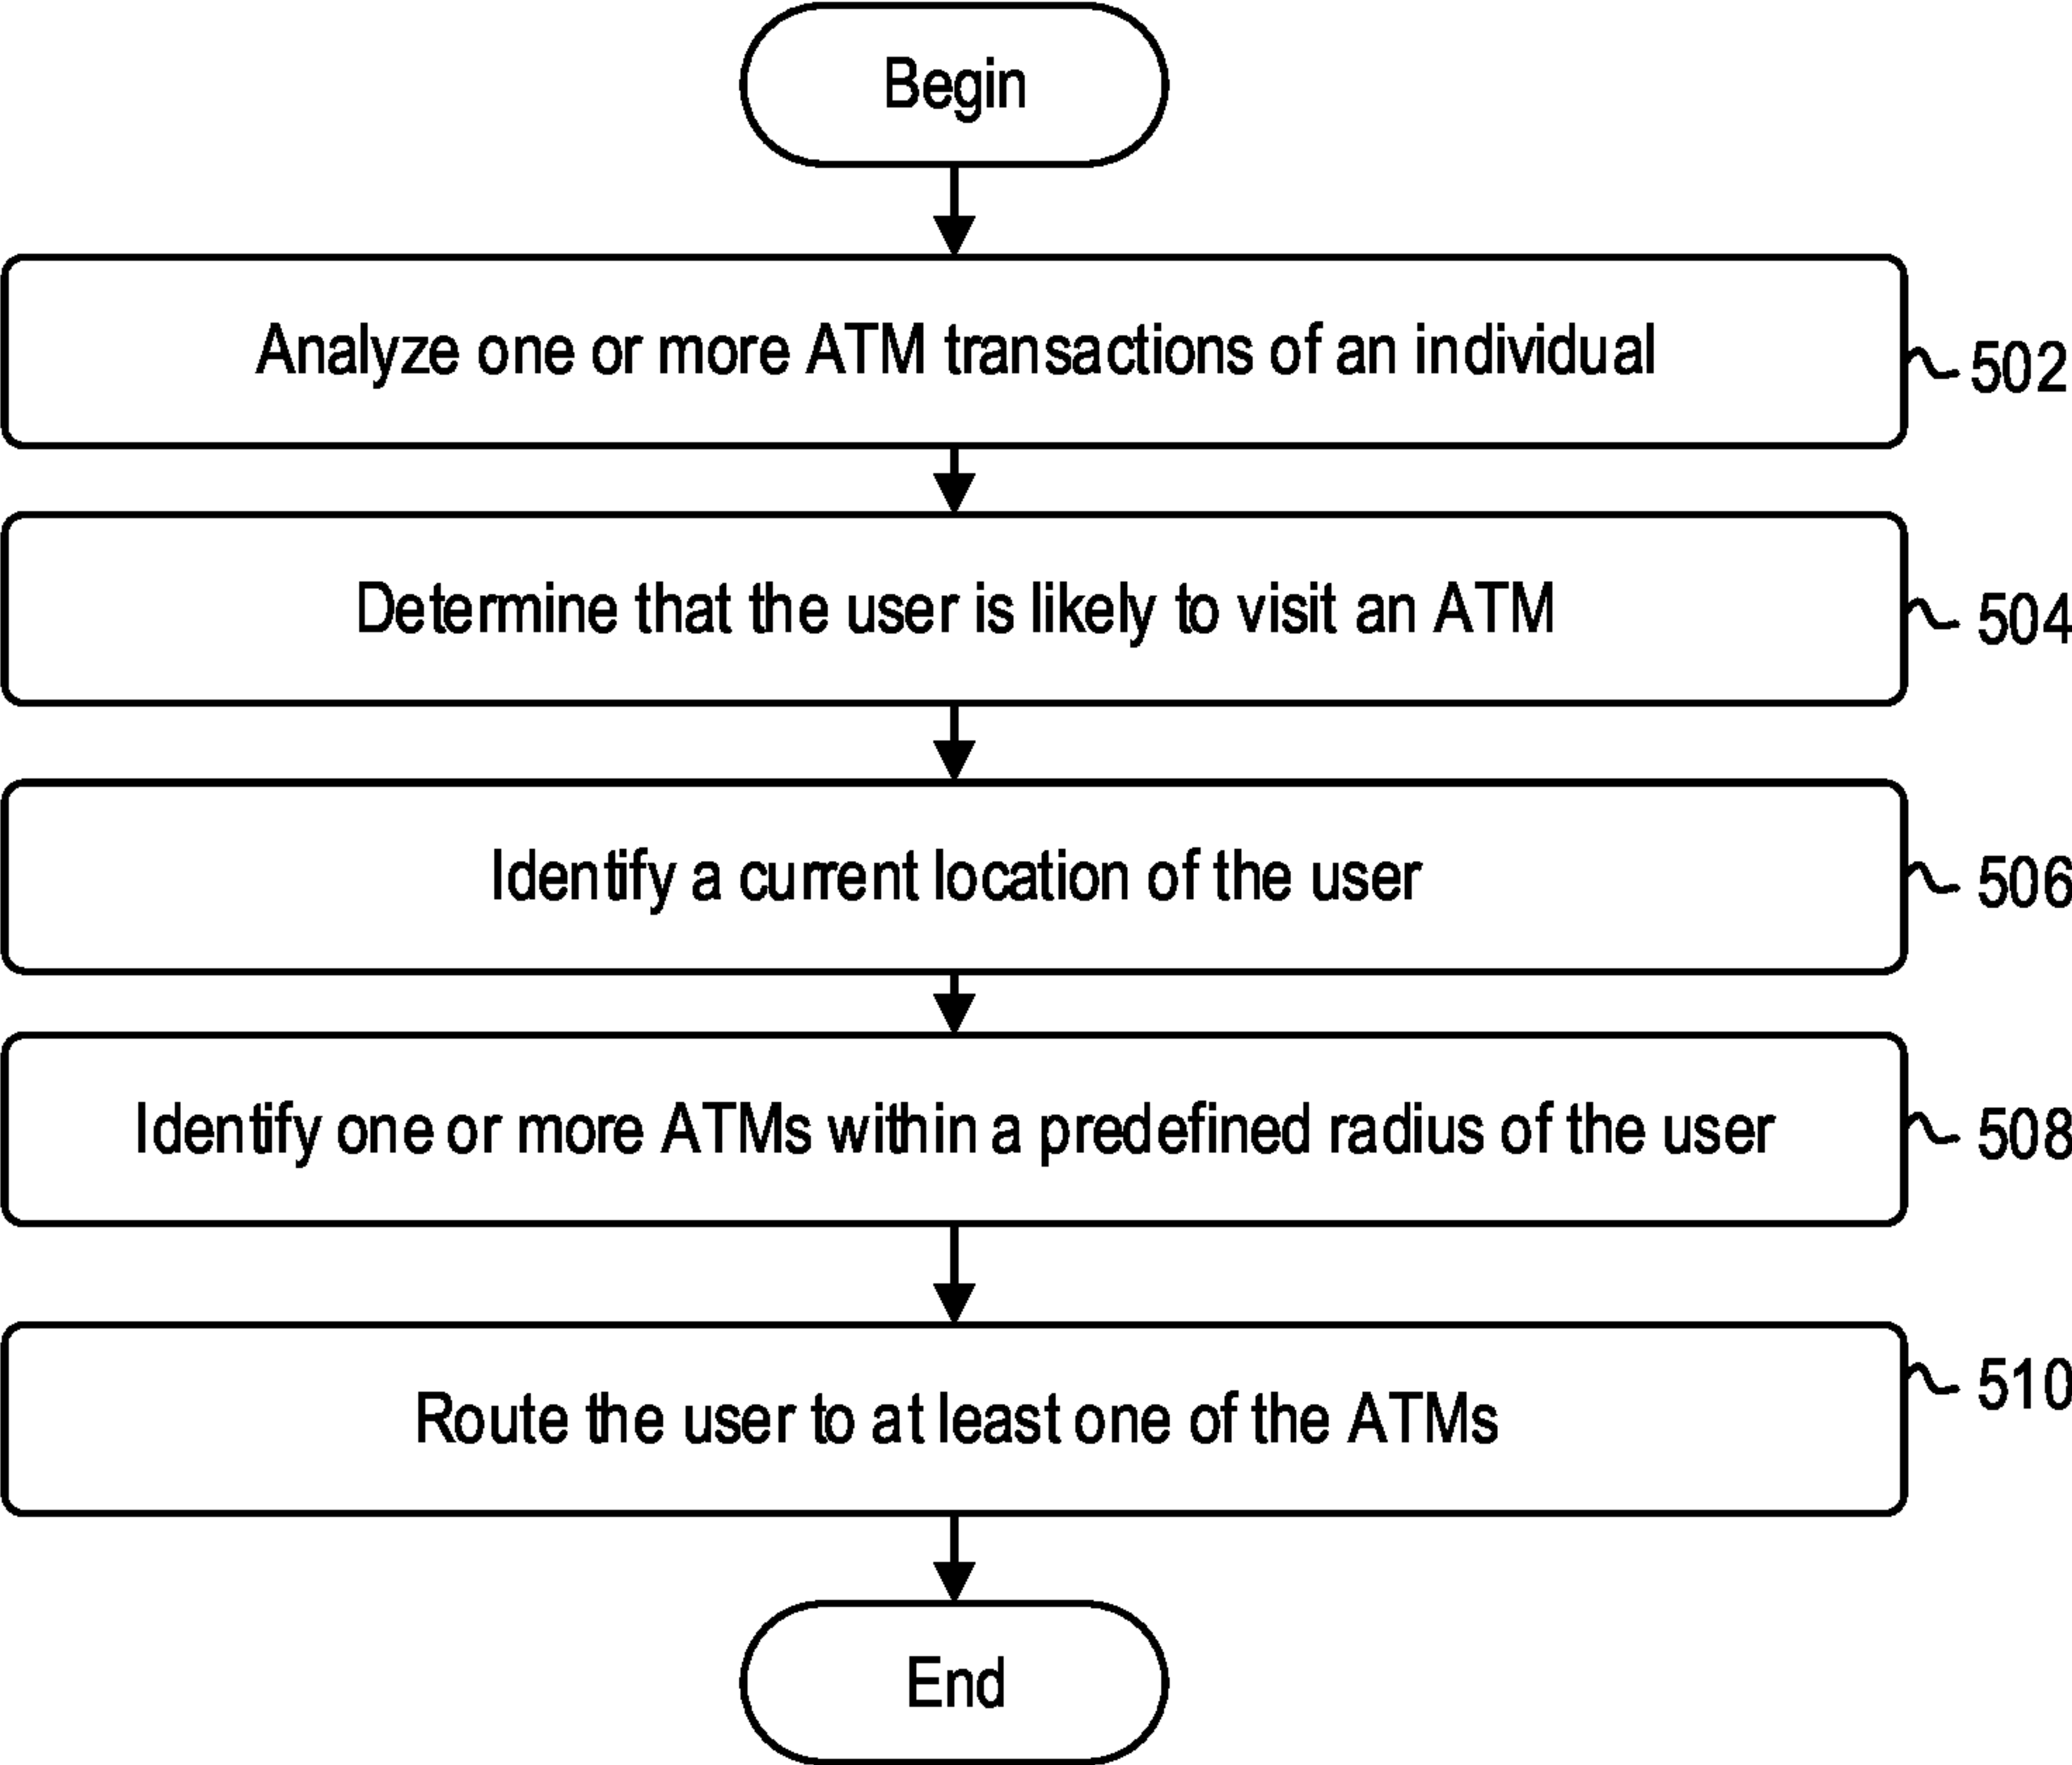 Begin
Analyze one or more ATM transactions of an individual
502
Determine that the user is likely to visit an ATM
504
Identify a current location of the user
506
Identify one or more ATMs within a predefined radius of the user
508
Route the user to at least one of the ATMs
510
End